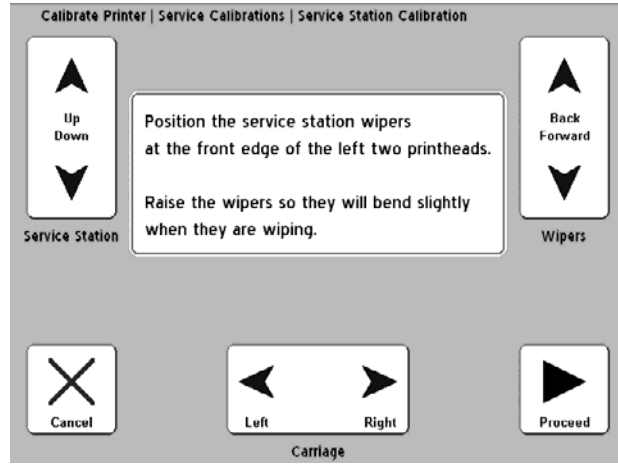 Calibrate Printer | Service Calibrations | Service Station Calibration
Up
Down
Service Station
Position the service station wipers
at the front edge of the left two printheads.
Raise the wipers so they will bend slightly
when they are wiping.
Back
Forward
Wipers
Cancel
Left Right
Carriage
Proceed